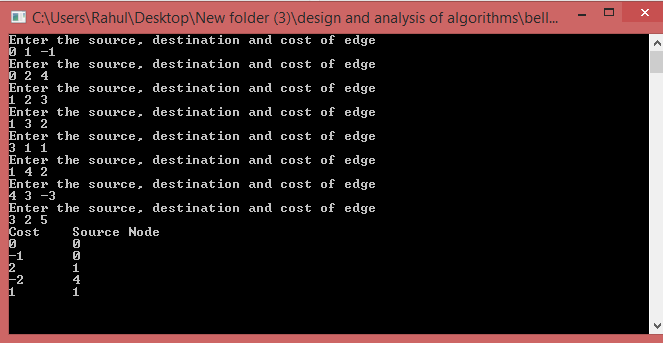 C:\Users\Rahul\Desktop\New folder (3)\design and analysis of algorithms\bell...
Enter the source, destination and cost of edge
0 1 -1
Enter the source, destination and cost of edge
0 2 4
Enter the source, destination and cost of edge
1 2 3
Enter the source, destination and cost of edge
1 3 2
Enter the source, destination and cost of edge
3 1 1
Enter the source, destination and cost of edge
1 4 2
Enter the source, destination and cost of edge
4 3 -3
Enter the source, destination and cost of edge
3 2 5
Cost Source Node
0 0
-1 0
2 1
-2 4
1 1